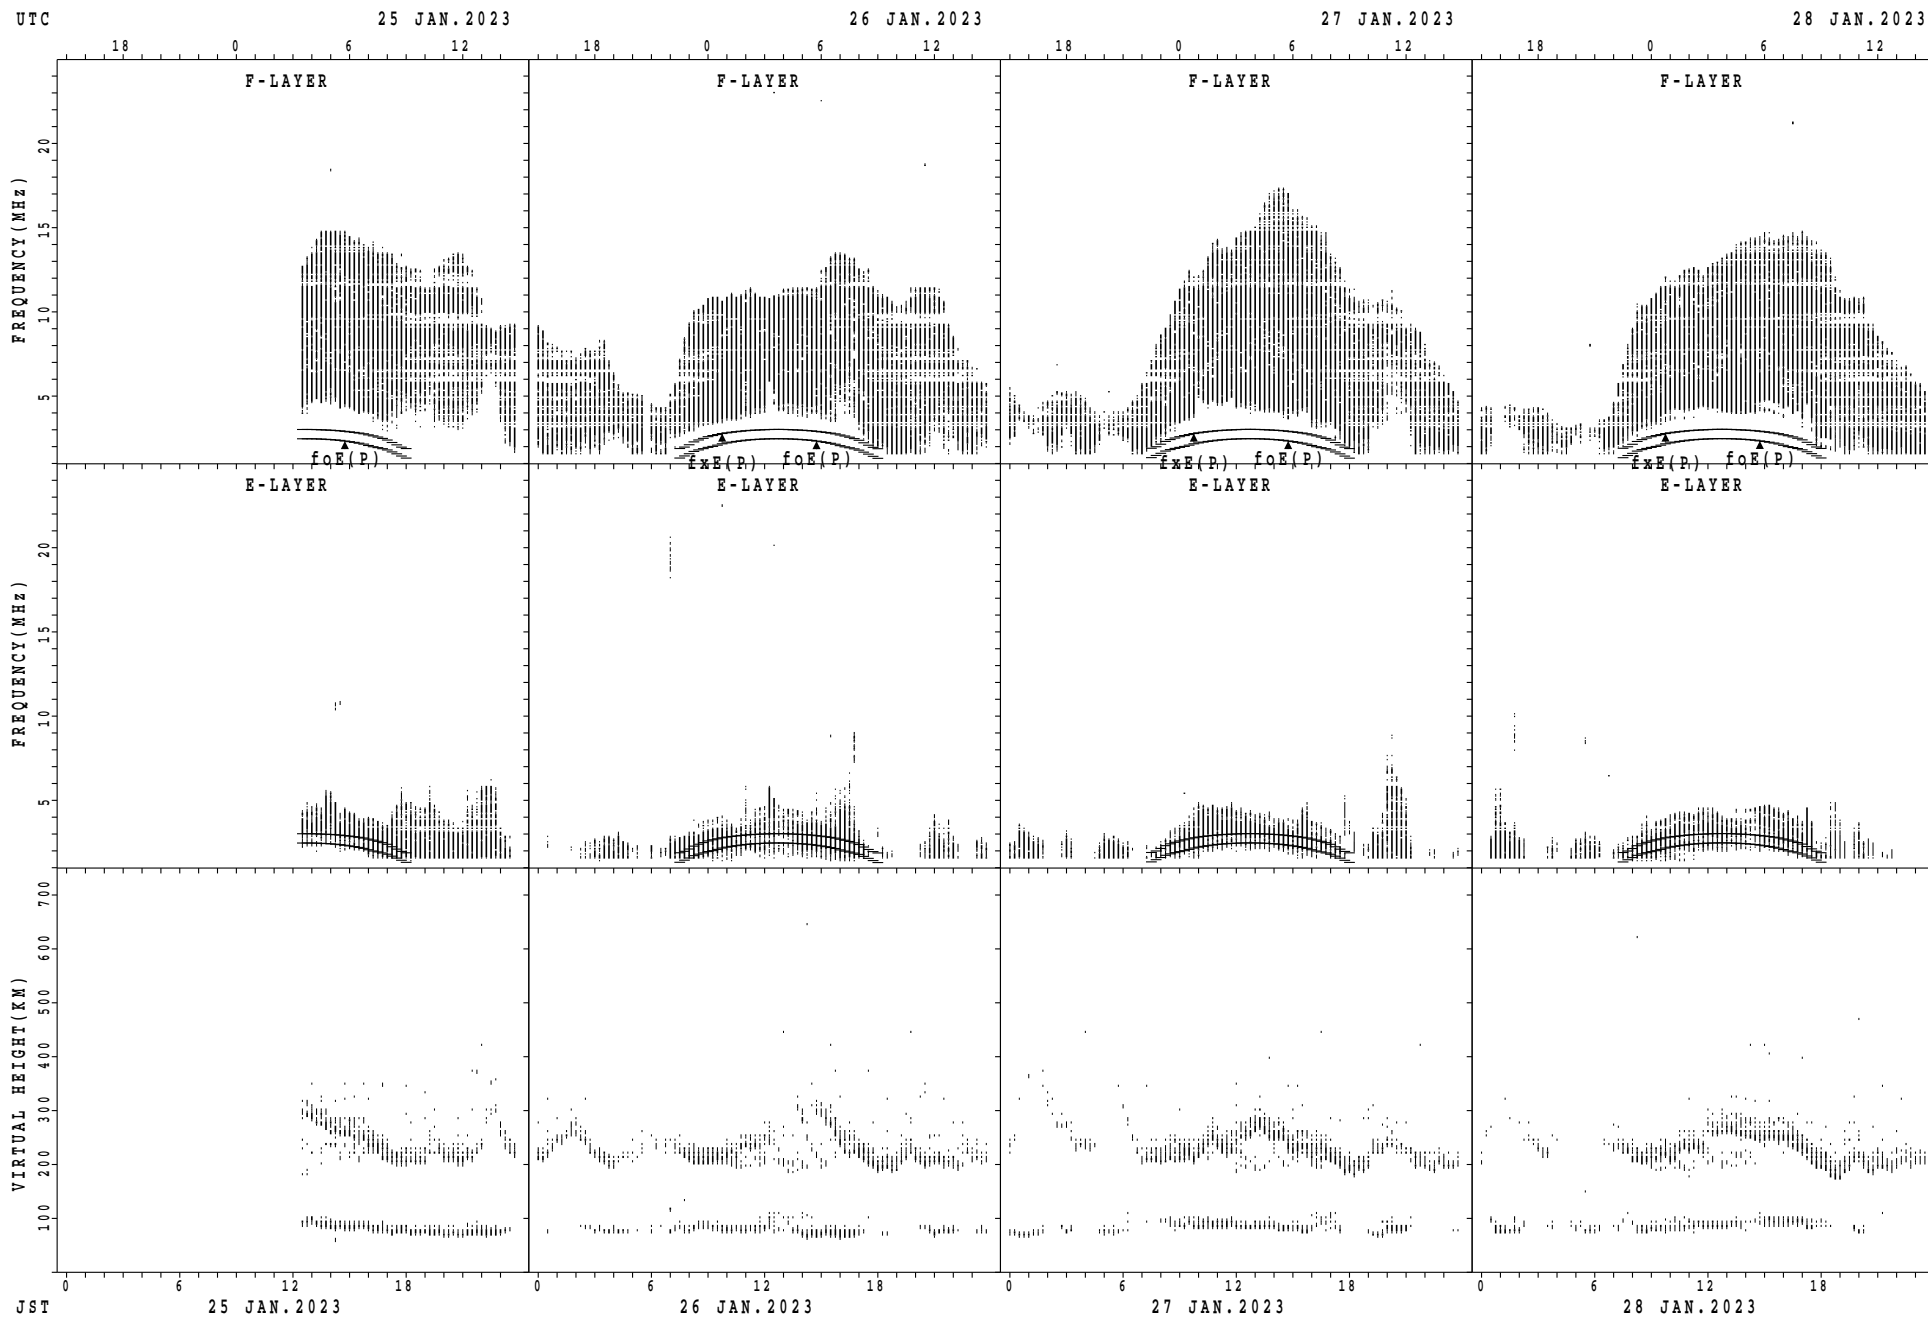 UTC 25 JAN.2023 26 JAN.2023 27 JAN.2023 28 JAN.2023
18 0 6 12 18 0 6 12 18 0 6 12 18 0 6 12
F-LAYER F-LAYER F-LAYER F-LAYER
FREQUENCY(MHz)
20
15
10
5
foE(P) fxE(P) foE(P) fxE(P) foE(P) fxE(P) foE(P)
E-LAYER E-LAYER E-LAYER E-LAYER
FREQUENCY(MHz)
20
15
10
5
VIRTUAL HEIGHT(KM)
700
600
500
400
300
200
100
0 6 12 18 0 6 12 18 0 6 12 18 0 6 12 18
JST 25 JAN.2023 26 JAN.2023 27 JAN.2023 28 JAN.2023